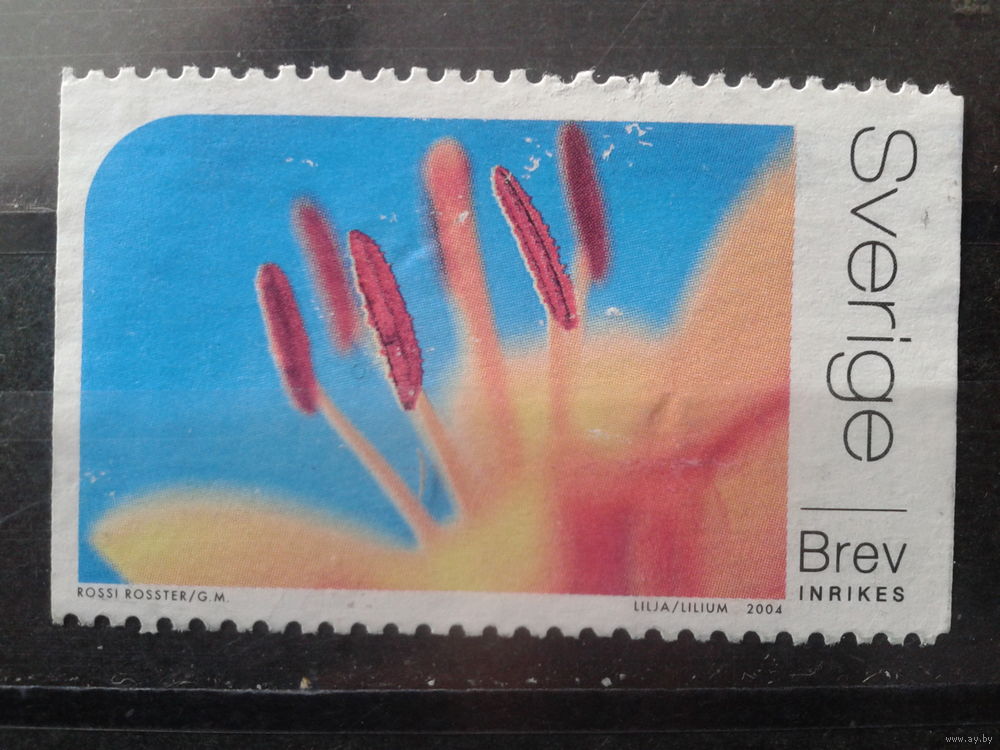 Sverige
Brev
INRIKES
ROSSI ROSSTER/G.M.
LILJA/LILIUM 2004
www.ay.by